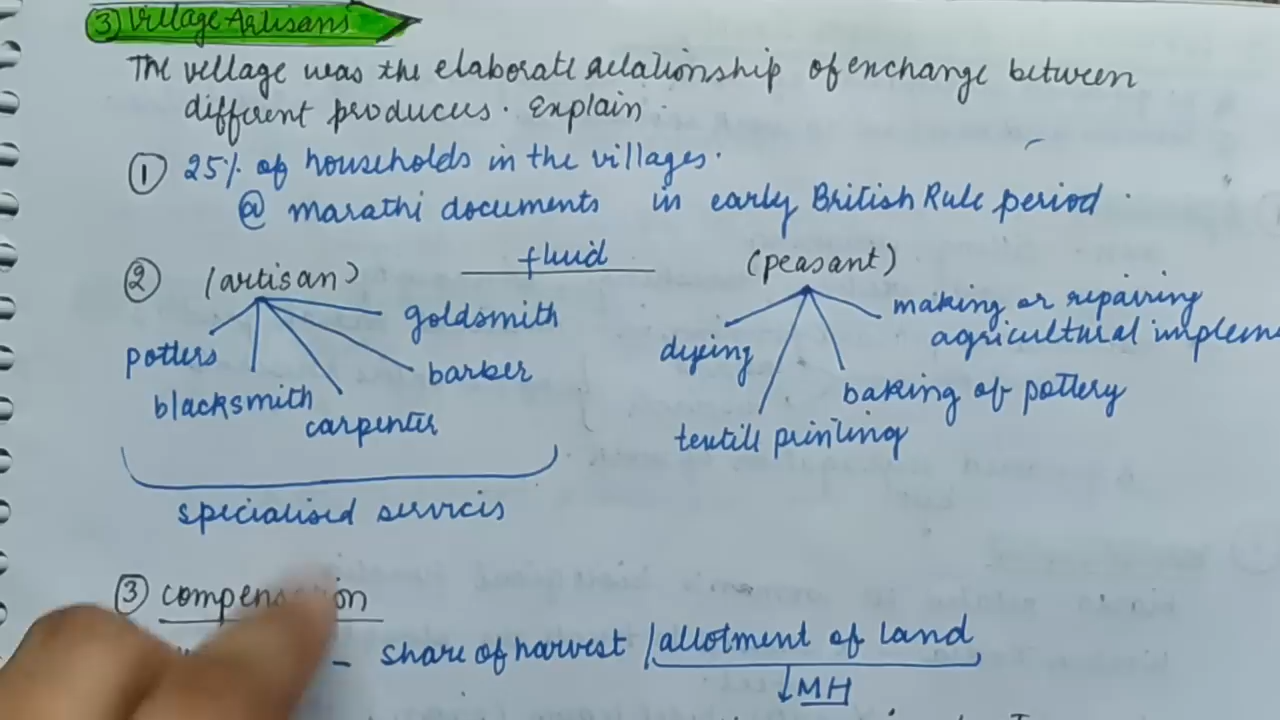 ③ Village Artisans
The village was the elaborate relationship of exchange between
different producers. Explain.
① 25% of households in the villages.
@ marathi documents in early British Rule period.
② (artisan) fluid (peasant)
goldsmith
making or repairing
agricultural implem
potters
dyeing
barber
blacksmith
baking of pottery
carpenter
textile printing
specialised services
③ compensation
- share of harvest / allotment of land
↓ MH